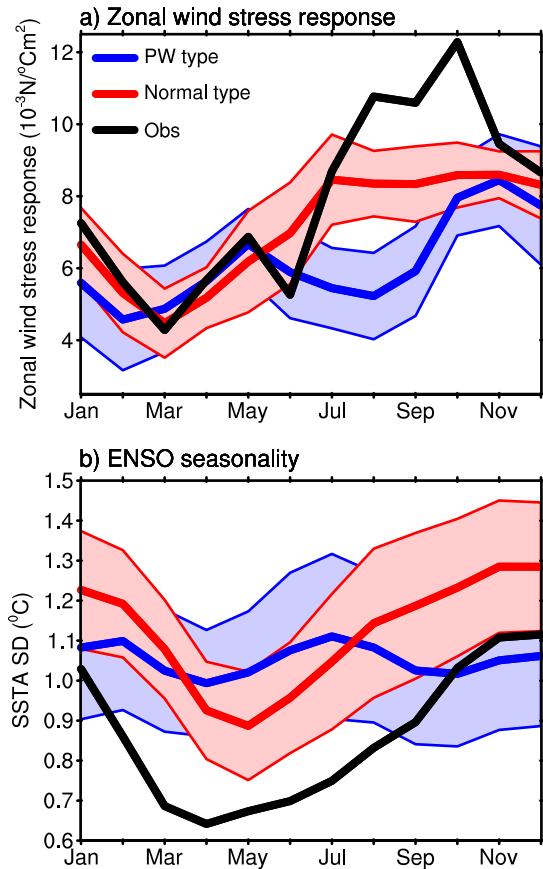 a) Zonal wind stress response
Zonal wind stress response (10⁻³N/⁰Cm²)
12
10
8
6
4
PW type
Normal type
Obs
Jan Mar May Jul Sep Nov
b) ENSO seasonality
SSTA SD (⁰C)
1.5
1.4
1.3
1.2
1.1
1.0
0.9
0.8
0.7
0.6
Jan Mar May Jul Sep Nov